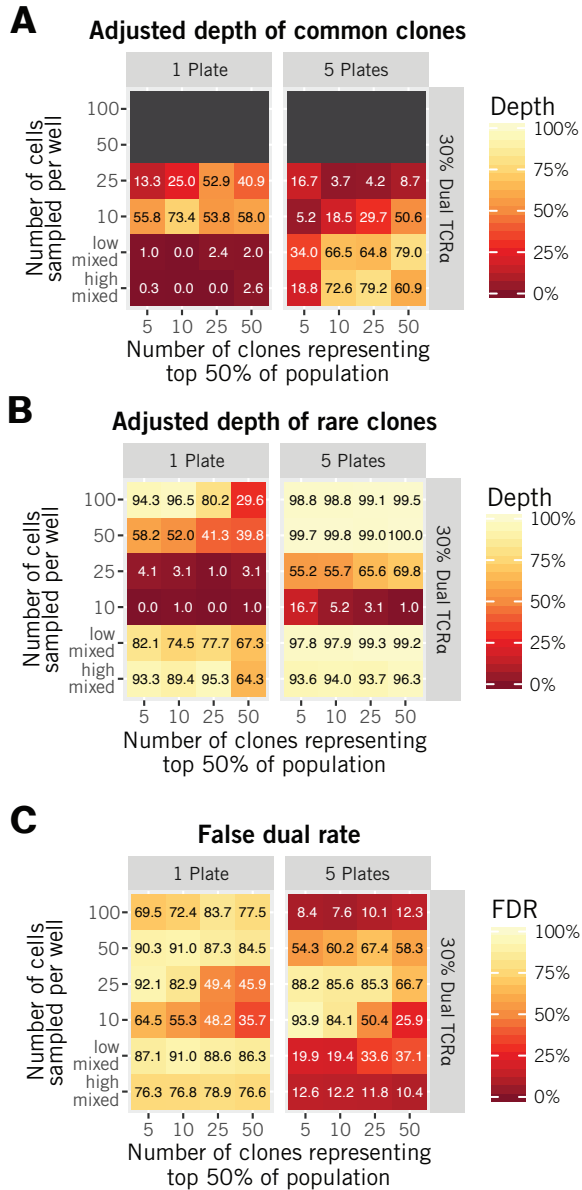 A
Adjusted depth of common clones
1 Plate
5 Plates
Number of cells
sampled per well
100
50
25
13.3 25.0 52.9 40.9
16.7 3.7 4.2 8.7
10
55.8 73.4 53.8 58.0
5.2 18.5 29.7 50.6
low
mixed
1.0 0.0 2.4 2.0
34.0 66.5 64.8 79.0
high
mixed
0.3 0.0 0.0 2.6
18.8 72.6 79.2 60.9
5 10 25 50
5 10 25 50
Number of clones representing
top 50% of population
30% Dual TCRα
Depth
100%
75%
50%
25%
0%
B
Adjusted depth of rare clones
1 Plate
5 Plates
Number of cells
sampled per well
100
94.3 96.5 80.2 29.6
98.8 98.8 99.1 99.5
50
58.2 52.0 41.3 39.8
99.7 99.8 99.0 100.0
25
4.1 3.1 1.0 3.1
55.2 55.7 65.6 69.8
10
0.0 1.0 0.0 1.0
16.7 5.2 3.1 1.0
low
mixed
82.1 74.5 77.7 67.3
97.8 97.9 99.3 99.2
high
mixed
93.3 89.4 95.3 64.3
93.6 94.0 93.7 96.3
5 10 25 50
5 10 25 50
Number of clones representing
top 50% of population
30% Dual TCRα
Depth
100%
75%
50%
25%
0%
C
False dual rate
1 Plate
5 Plates
Number of cells
sampled per well
100
69.5 72.4 83.7 77.5
8.4 7.6 10.1 12.3
50
90.3 91.0 87.3 84.5
54.3 60.2 67.4 58.3
25
92.1 82.9 49.4 45.9
88.2 85.6 85.3 66.7
10
64.5 55.3 48.2 35.7
93.9 84.1 50.4 25.9
low
mixed
87.1 91.0 88.6 86.3
19.9 19.4 33.6 37.1
high
mixed
76.3 76.8 78.9 76.6
12.6 12.2 11.8 10.4
5 10 25 50
5 10 25 50
Number of clones representing
top 50% of population
30% Dual TCRα
FDR
100%
75%
50%
25%
0%